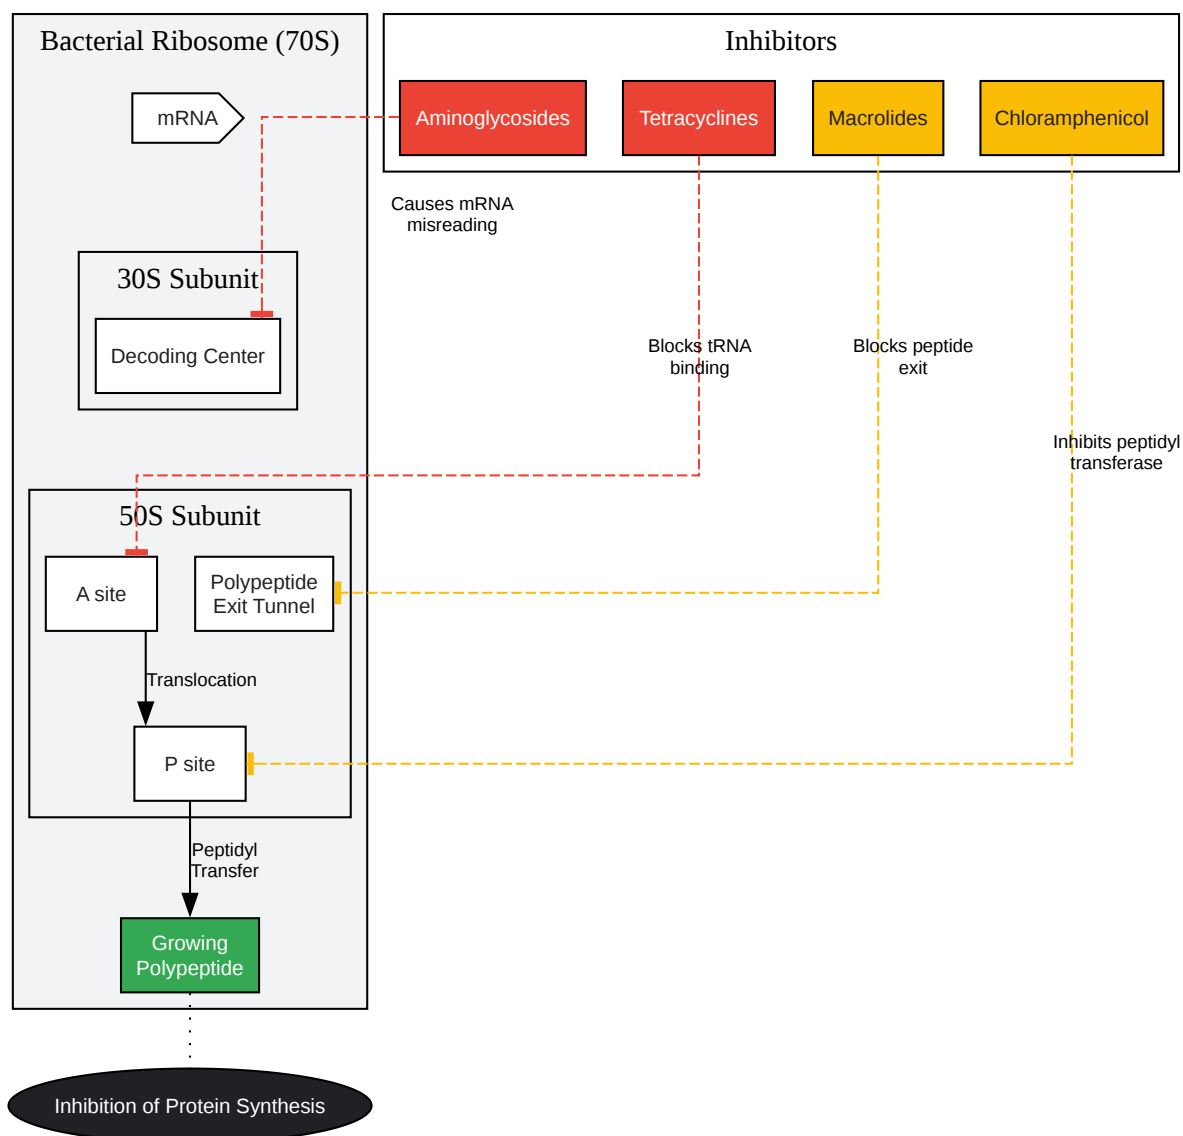 Bacterial Ribosome (70S)
Inhibitors
mRNA
Aminoglycosides
Tetracyclines
Macrolides
Chloramphenicol
Causes mRNA
misreading
30S Subunit
Decoding Center
Blocks tRNA
binding
Blocks peptide
exit
Inhibits peptidyl
transferase
50S Subunit
A site
Polypeptide
Exit Tunnel
Translocation
P site
Peptidyl
Transfer
Growing
Polypeptide
Inhibition of Protein Synthesis